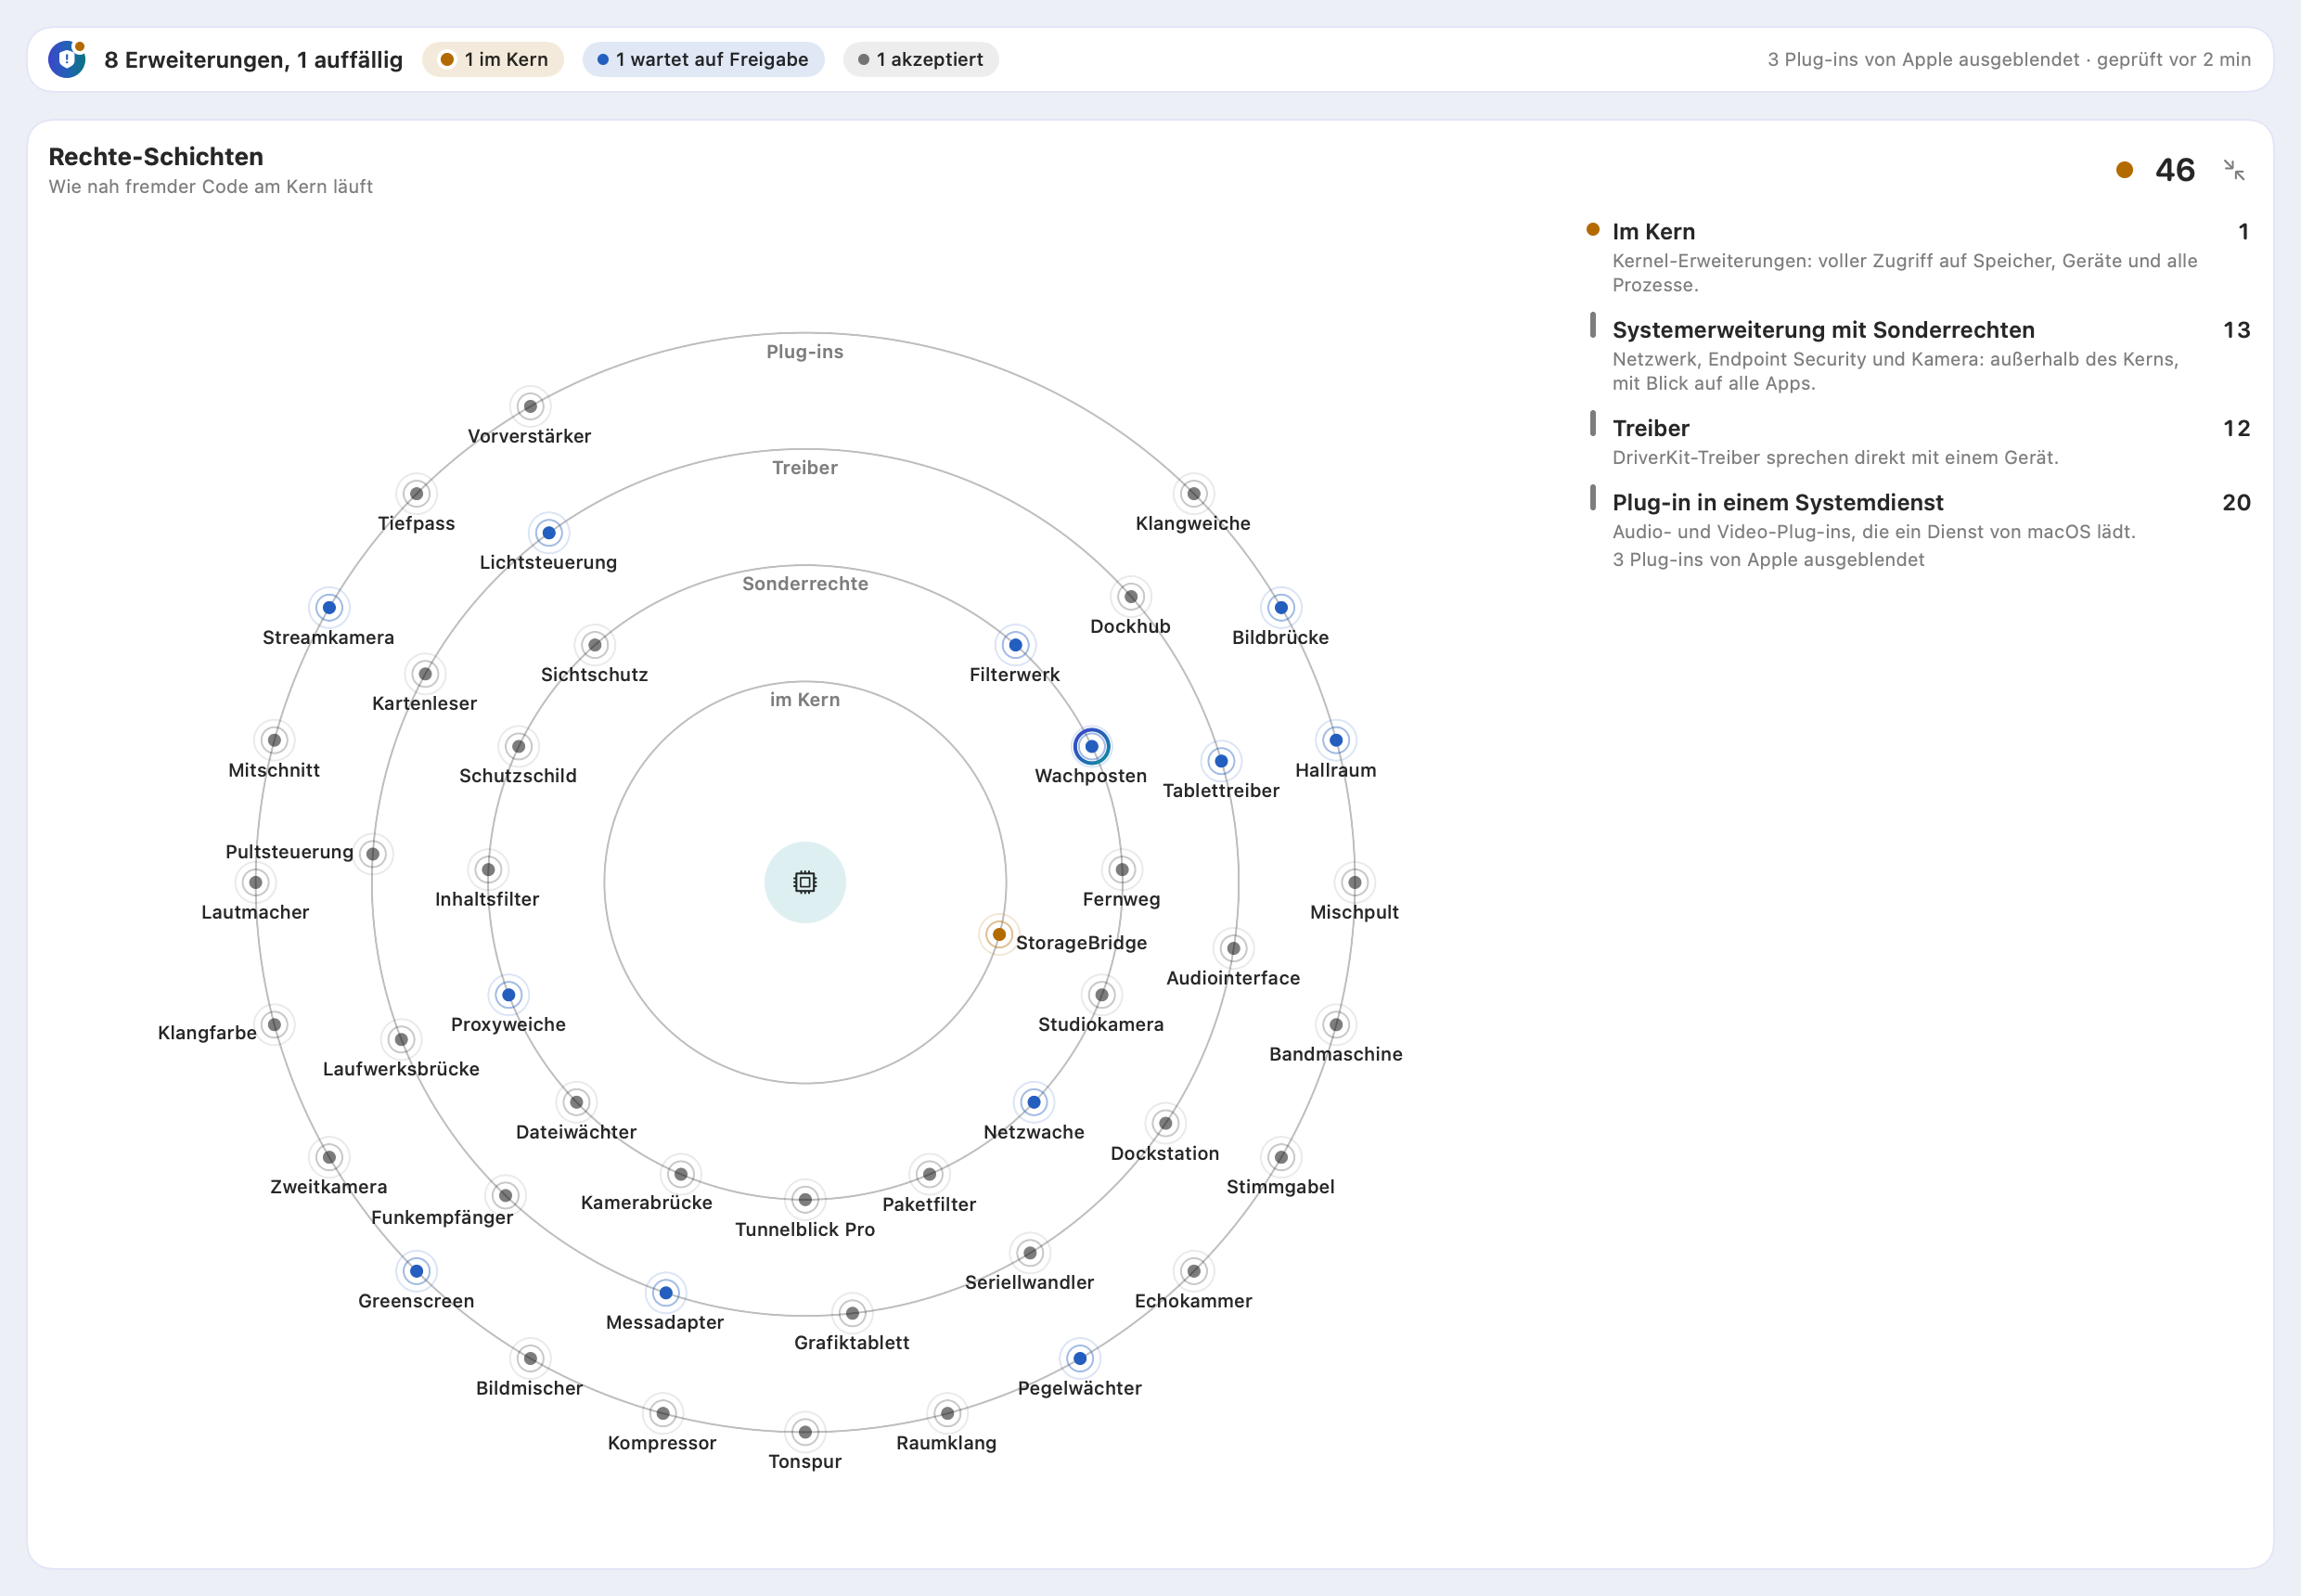 8 Erweiterungen, 1 auffällig
1 im Kern
1 wartet auf Freigabe
1 akzeptiert
3 Plug-ins von Apple ausgeblendet · geprüft vor 2 min
Rechte-Schichten
Wie nah fremder Code am Kern läuft
46
Im Kern 1
Kernel-Erweiterungen: voller Zugriff auf Speicher, Geräte und alle
Prozesse.
Systemerweiterung mit Sonderrechten 13
Netzwerk, Endpoint Security und Kamera: außerhalb des Kerns,
mit Blick auf alle Apps.
Treiber 12
DriverKit-Treiber sprechen direkt mit einem Gerät.
Plug-in in einem Systemdienst 20
Audio- und Video-Plug-ins, die ein Dienst von macOS lädt.
3 Plug-ins von Apple ausgeblendet
Plug-ins
Vorverstärker
Treiber
Tiefpass
Klangweiche
Lichtsteuerung
Sonderrechte
Dockhub
Streamkamera
Bildbrücke
Sichtschutz
Filterwerk
im Kern
Kartenleser
Mitschnitt
Schutzschild
Wachposten
Tablettreiber
Hallraum
Pultsteuerung
Lautmacher
Inhaltsfilter
Fernweg
Mischpult
StorageBridge
Audiointerface
Klangfarbe
Proxyweiche
Studiokamera
Bandmaschine
Laufwerksbrücke
Dateiwächter
Netzwache
Dockstation
Zweitkamera
Stimmgabel
Funkempfänger
Kamerabrücke
Tunnelblick Pro
Paketfilter
Seriellwandler
Greenscreen
Echokammer
Messadapter
Grafiktablett
Bildmischer
Pegelwächter
Kompressor
Raumklang
Tonspur